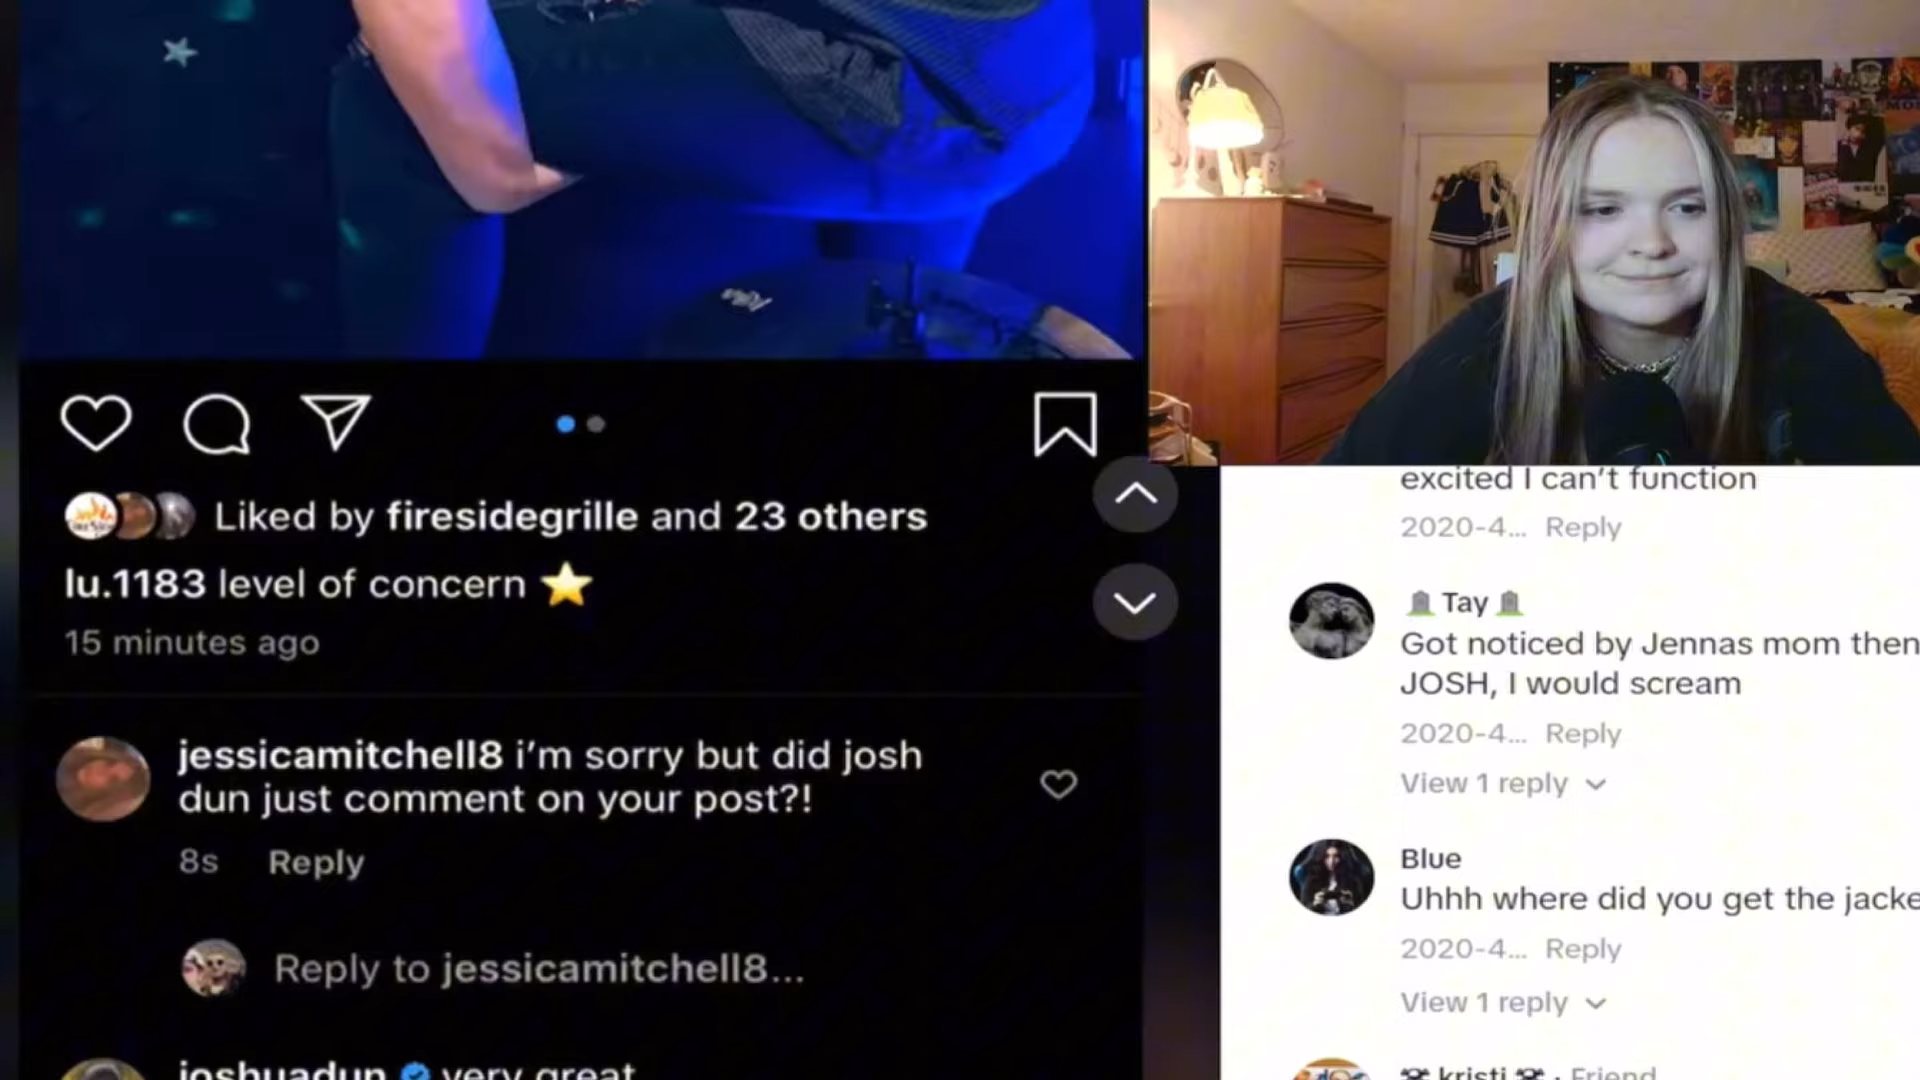 Liked by firesidegrille and 23 others
lu.1183 level of concern ⭐
15 minutes ago
jessicamitchell8 i'm sorry but did josh
dun just comment on your post?!
8s Reply
Reply to jessicamitchell8...
joshuadun very great
excited I can't function
2020-4... Reply
🪦 Tay 🪦
Got noticed by Jennas mom then
JOSH, I would scream
2020-4... Reply
View 1 reply
Blue
Uhhh where did you get the jacke
2020-4... Reply
View 1 reply
kristi · Friend